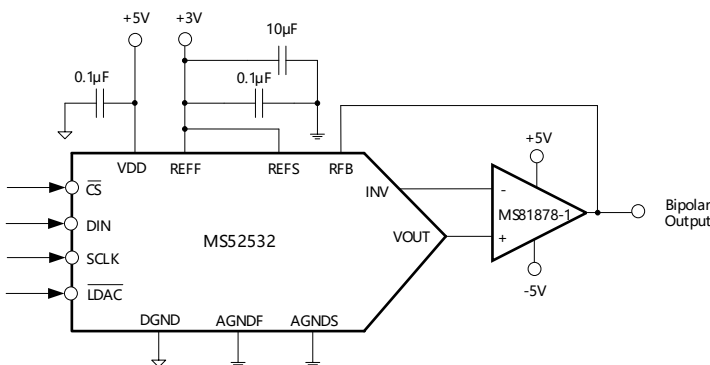 +5V
+3V
10μF
0.1μF
0.1μF
VDD
REFF
REFS
RFB
+5V
CS
INV
-
MS81878-1
Bipolar
Output
DIN
VOUT
+
MS52532
SCLK
-5V
LDAC
DGND
AGNDF
AGNDS